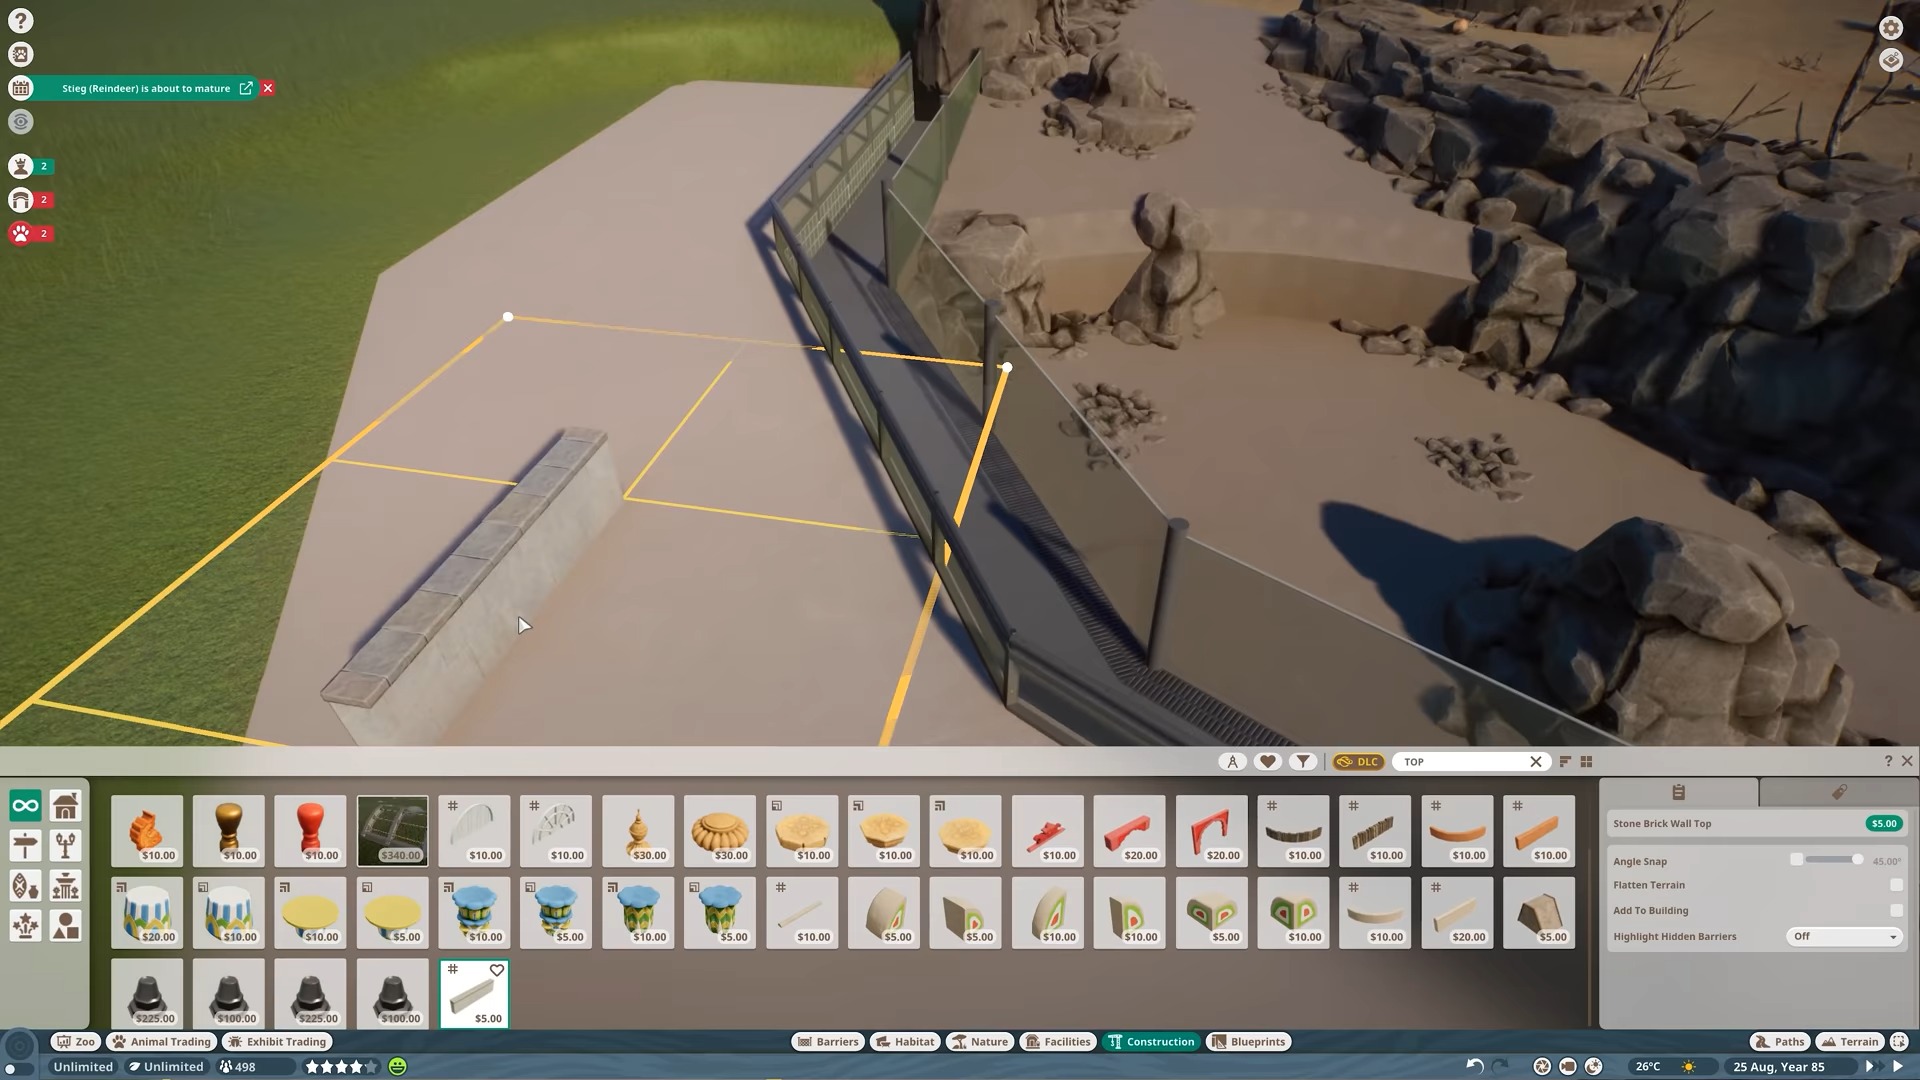 ?
Stieg (Reindeer) is about to mature
2
2
2
DLC
TOP
?
$10.00
$10.00
$10.00
$340.00
$10.00
$10.00
$30.00
$30.00
$10.00
$10.00
$10.00
$10.00
$20.00
$20.00
$10.00
$10.00
$10.00
$10.00
$20.00
$10.00
$10.00
$5.00
$10.00
$5.00
$10.00
$5.00
$10.00
$5.00
$5.00
$10.00
$10.00
$5.00
$10.00
$10.00
$20.00
$5.00
$225.00
$100.00
$225.00
$100.00
$5.00
Stone Brick Wall Top
$5.00
Angle Snap
45.00°
Flatten Terrain
Add To Building
Highlight Hidden Barriers
Off
Zoo
Animal Trading
Exhibit Trading
Barriers
Habitat
Nature
Facilities
Construction
Blueprints
Paths
Terrain
Unlimited
Unlimited
498
26°C
25 Aug, Year 85